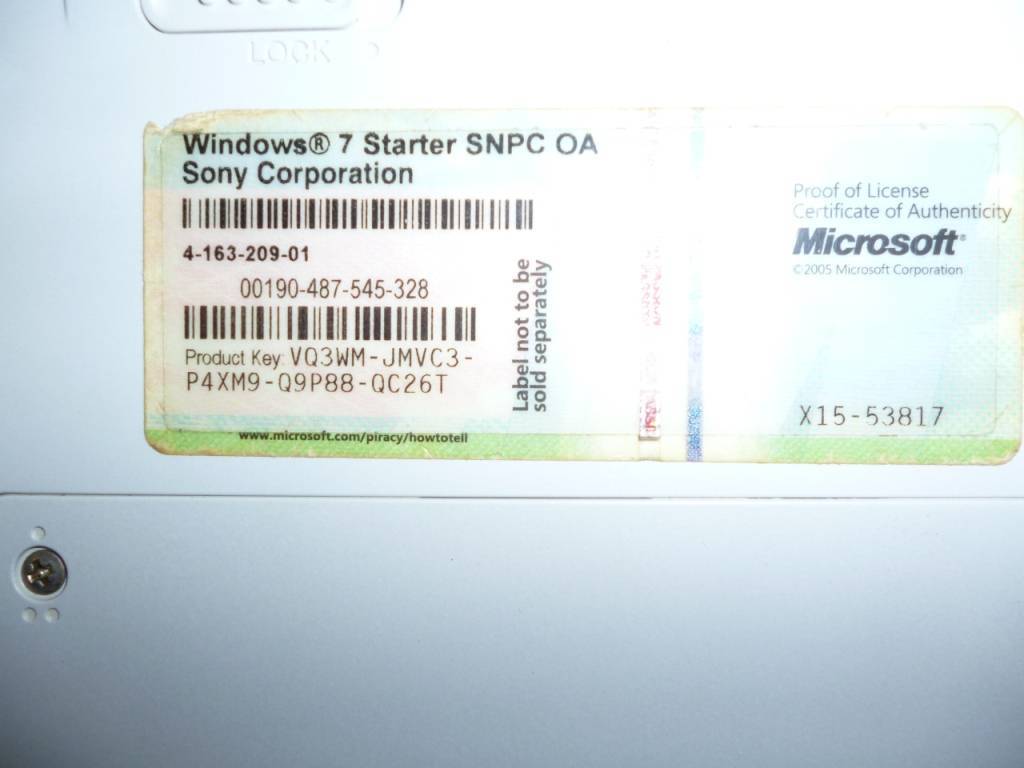 LOCK
Windows® 7 Starter SNPC OA
Sony Corporation
4-163-209-01
00190-487-545-328
Product Key: VQ3WM-JMVC3-
P4XM9-Q9P88-QC26T
www.microsoft.com/piracy/howtotell
Label not to be
sold separately
Proof of License
Certificate of Authenticity
Microsoft®
©2005 Microsoft Corporation
X15-53817